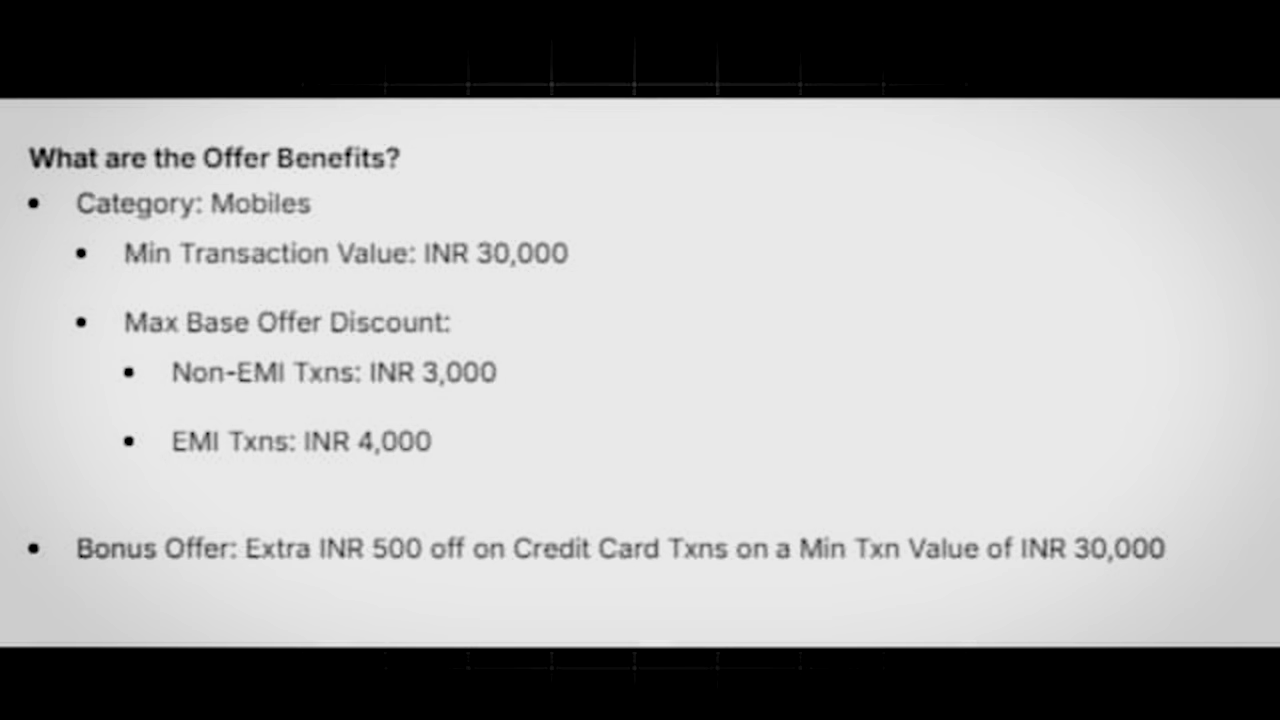 What are the Offer Benefits?
• Category: Mobiles
• Min Transaction Value: INR 30,000
• Max Base Offer Discount:
• Non-EMI Txns: INR 3,000
• EMI Txns: INR 4,000
• Bonus Offer: Extra INR 500 off on Credit Card Txns on a Min Txn Value of INR 30,000